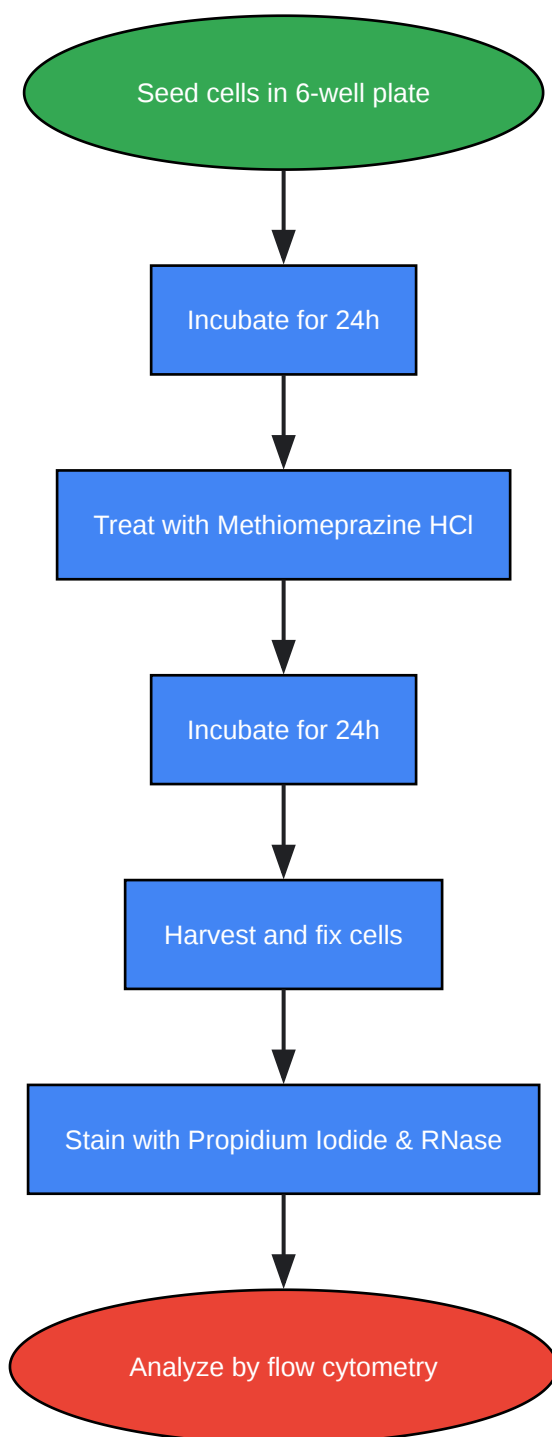 Seed cells in 6-well plate
Incubate for 24h
Treat with Methiomeprazine HCl
Incubate for 24h
Harvest and fix cells
Stain with Propidium Iodide & RNase
Analyze by flow cytometry